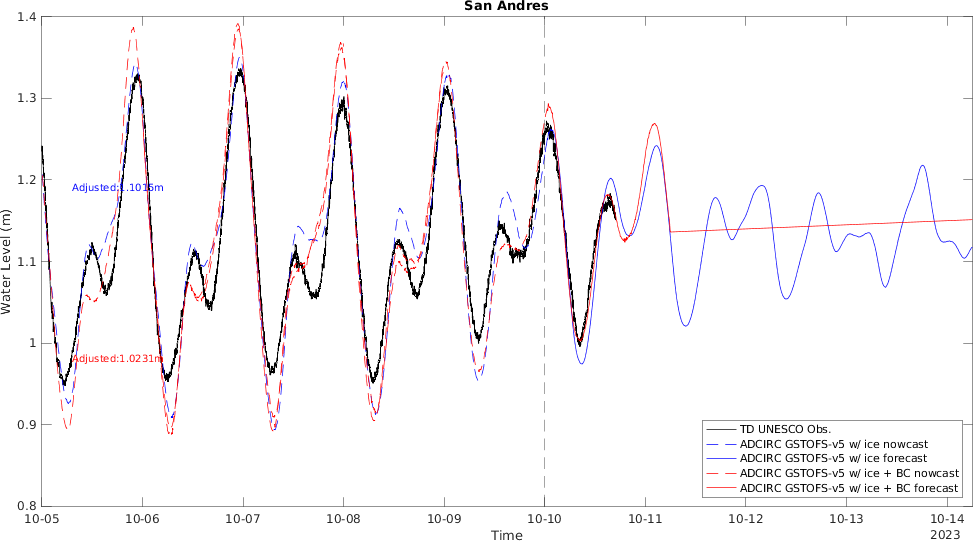 San Andres
1.4
1.3
1.2
1.1
1
0.9
0.8
Water Level (m)
Adjusted:1.1015m
Adjusted:1.0231m
TD UNESCO Obs.
ADCIRC GSTOFS-v5 w/ ice nowcast
ADCIRC GSTOFS-v5 w/ ice forecast
ADCIRC GSTOFS-v5 w/ ice + BC nowcast
ADCIRC GSTOFS-v5 w/ ice + BC forecast
10-05 10-06 10-07 10-08 10-09 10-10 10-11 10-12 10-13 10-14
Time
2023